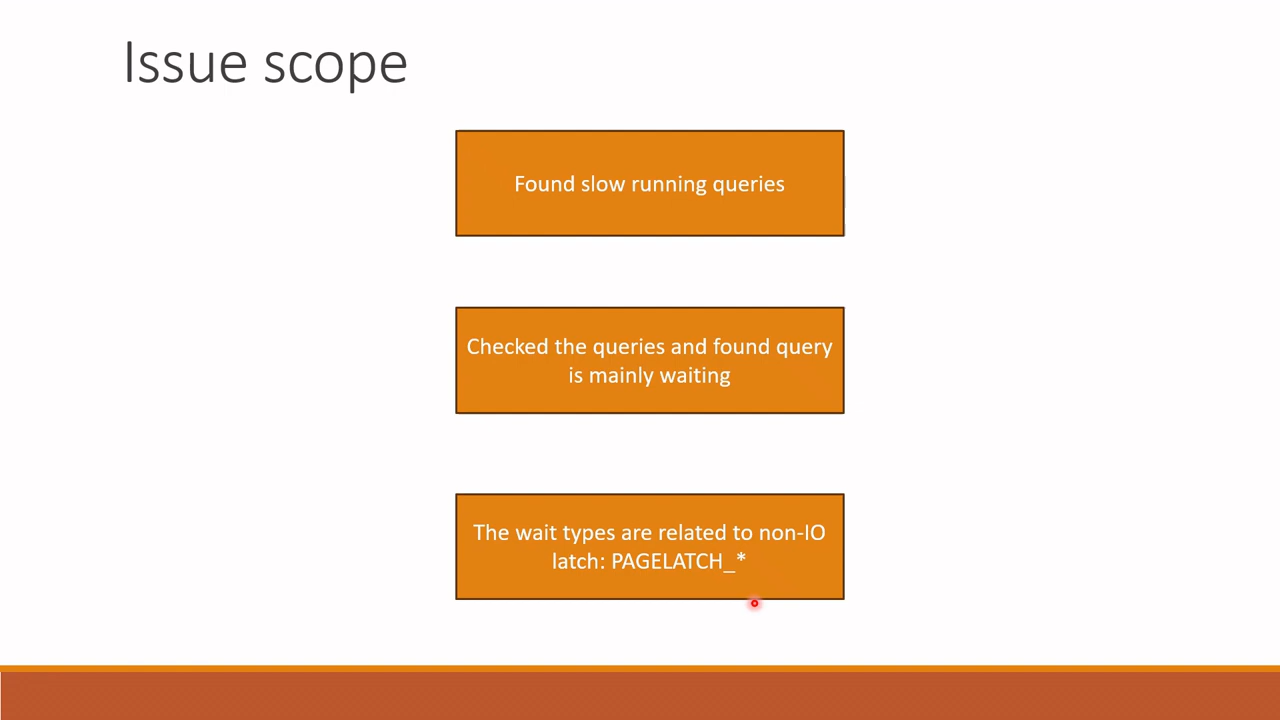 Issue scope
Found slow running queries
Checked the queries and found query
is mainly waiting
The wait types are related to non-IO
latch: PAGELATCH_*